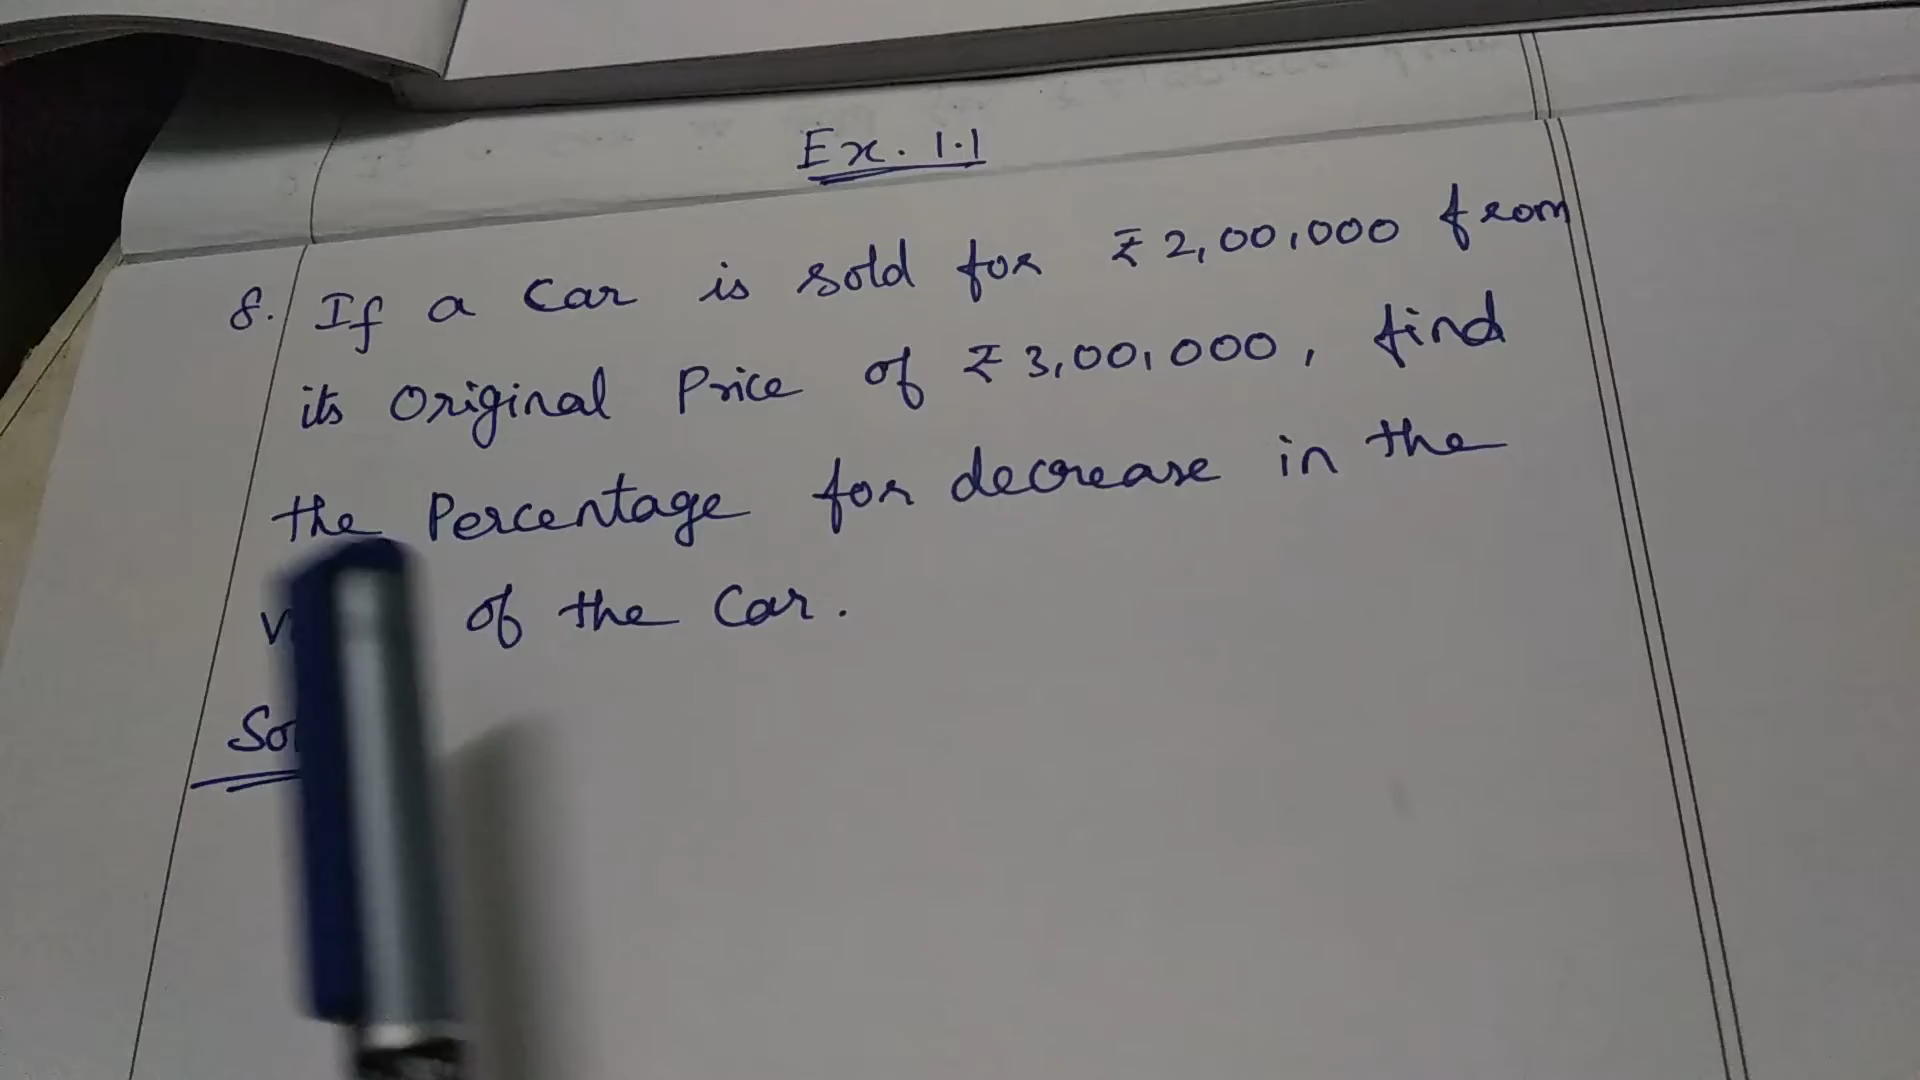 Ex. 1.1
8. If a Car is sold for ₹ 2,00,000 from
its Original Price of ₹ 3,00,000, find
the Percentage for decrease in the
of the Car.